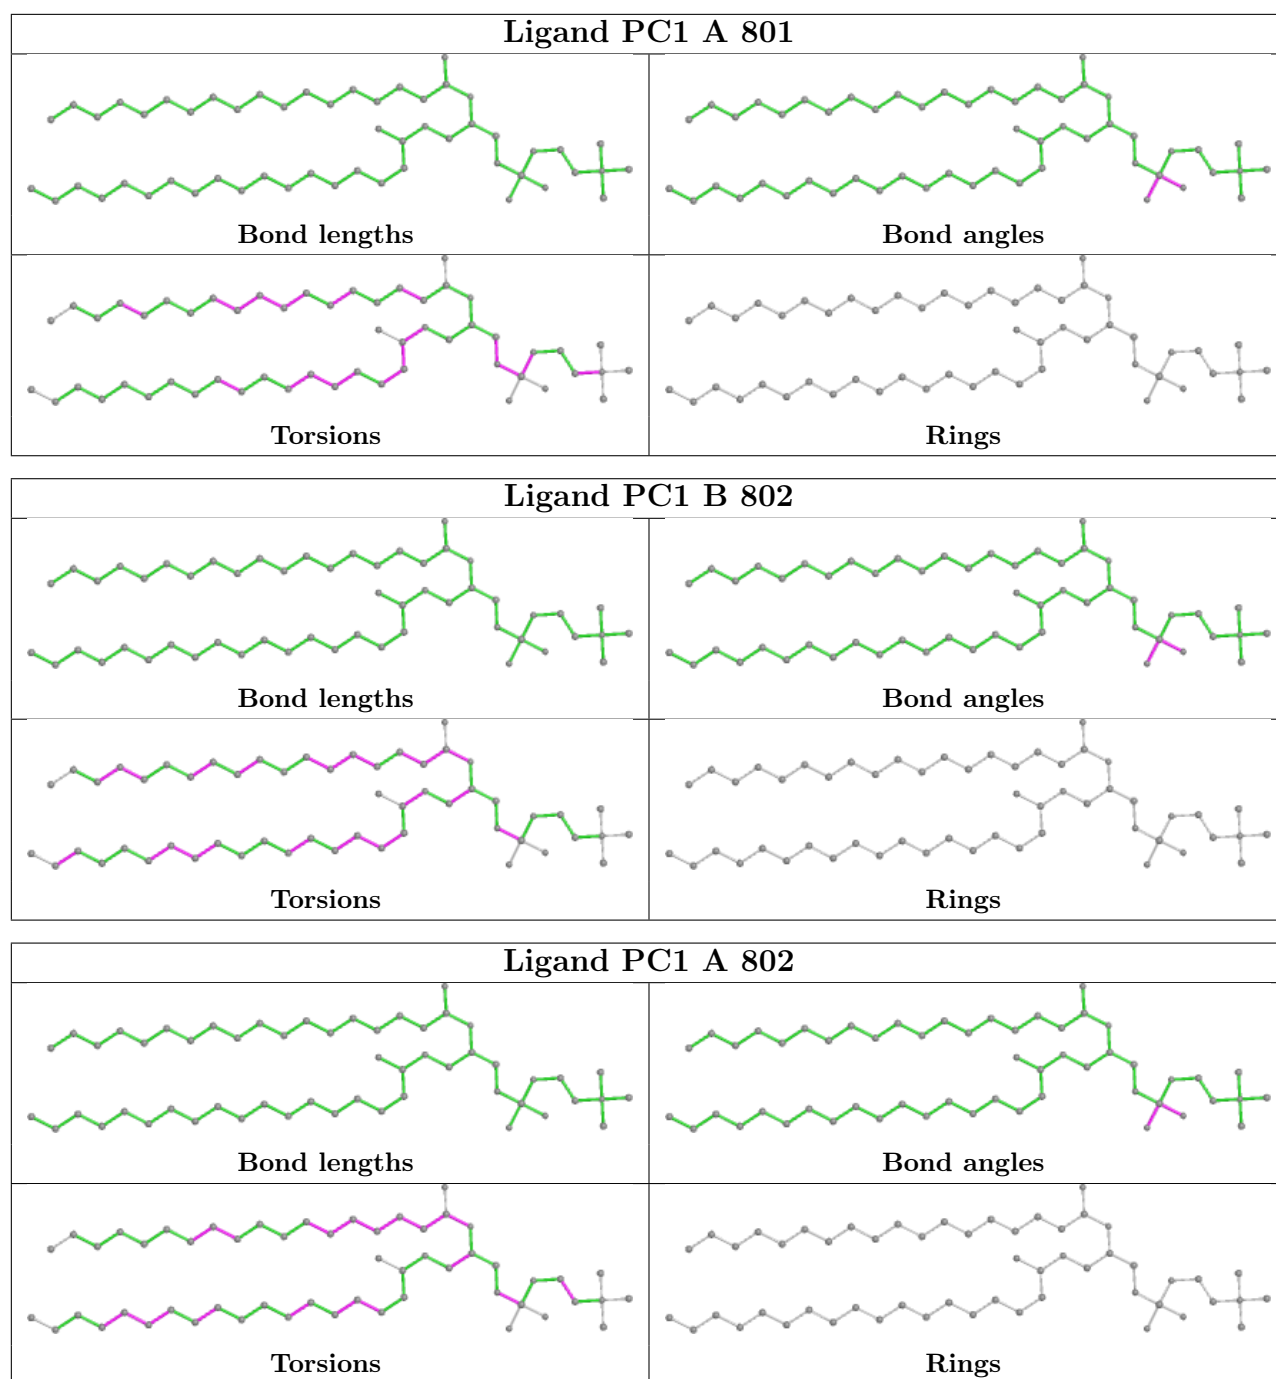 Ligand PC1 A 801
Bond lengths
Bond angles
Torsions
Rings
Ligand PC1 B 802
Bond lengths
Bond angles
Torsions
Rings
Ligand PC1 A 802
Bond lengths
Bond angles
Torsions
Rings